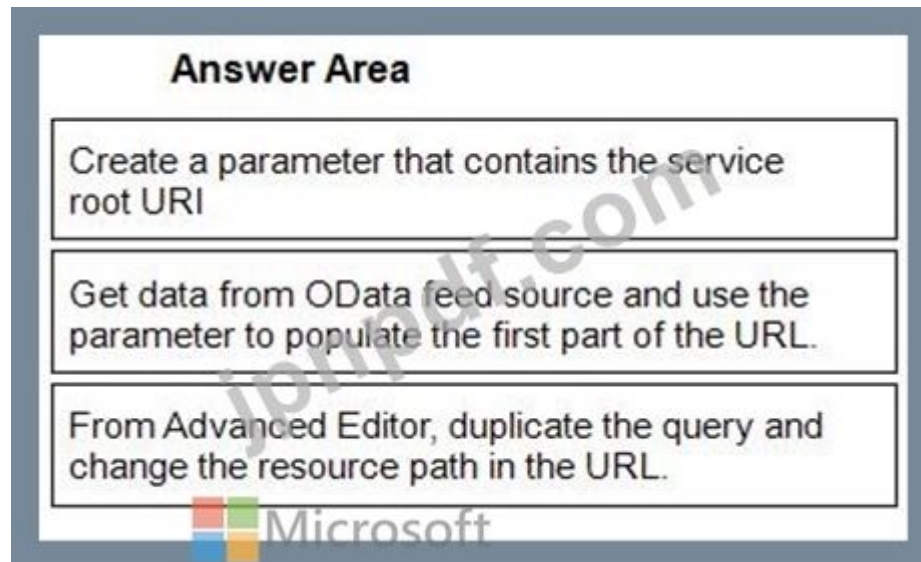 Answer Area
Create a parameter that contains the service
root URI
Get data from OData feed source and use the
parameter to populate the first part of the URL.
From Advanced Editor, duplicate the query and
change the resource path in the URL.
jpnpdf.com
Microsoft